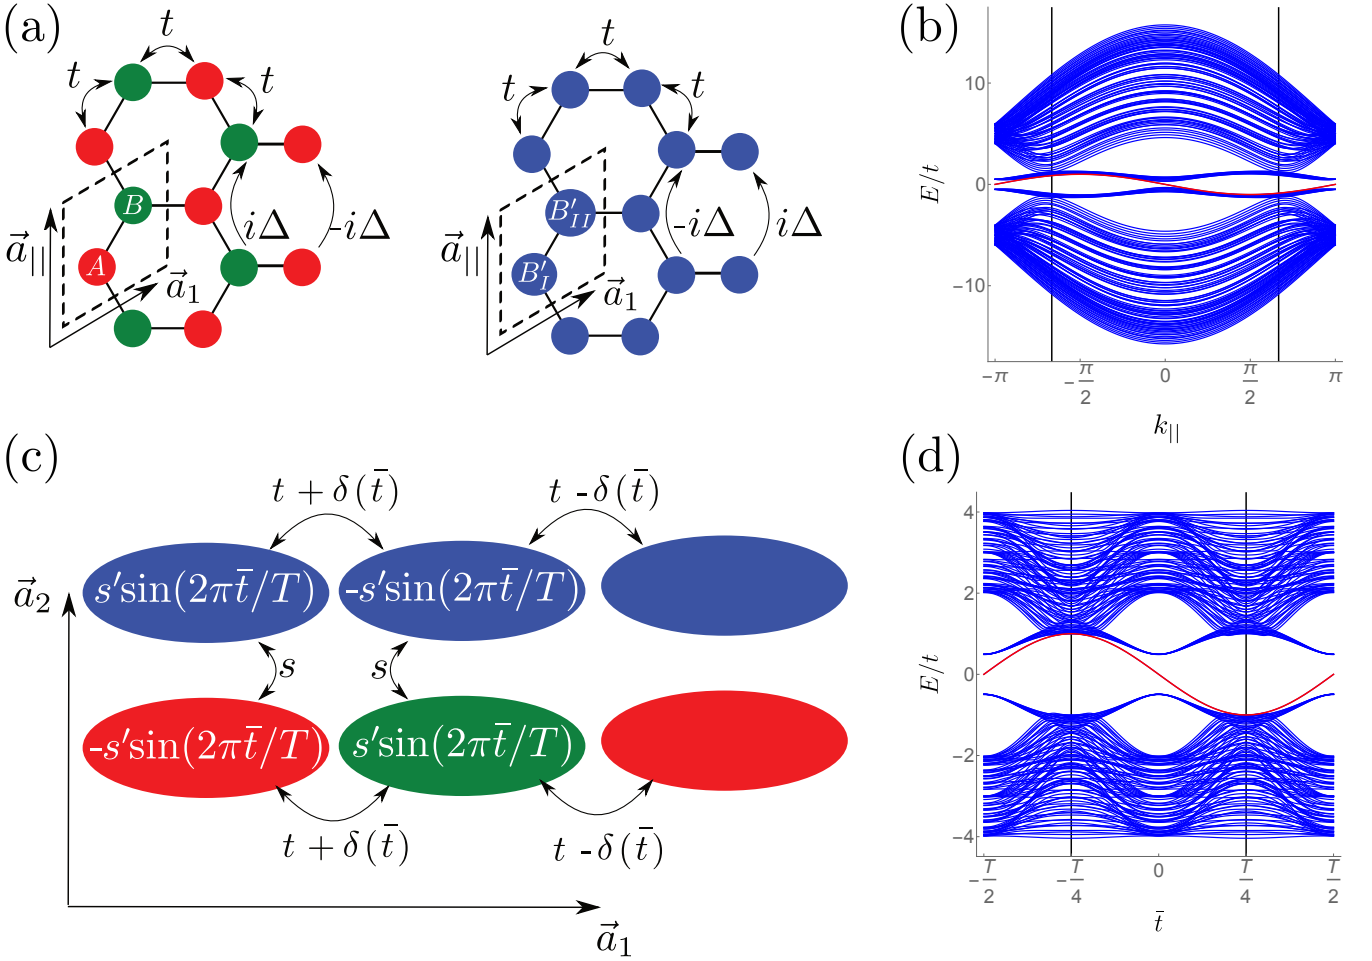 (a)
t
t
t
B
A
iΔ
-iΔ
a⃗||
a⃗₁
t
t
t
B'II
B'I
-iΔ
iΔ
a⃗||
a⃗₁
(b)
E/t
10
0
−10
−π
−π/2
0
π/2
π
k||
(c)
t + δ(t̄)
t - δ(t̄)
a⃗₂
s′sin(2πt̄/T)
-s′sin(2πt̄/T)
s
s
-s′sin(2πt̄/T)
s′sin(2πt̄/T)
t + δ(t̄)
t - δ(t̄)
a⃗₁
(d)
E/t
4
2
0
−2
−4
−T/2
−T/4
0
T/4
T/2
t̄